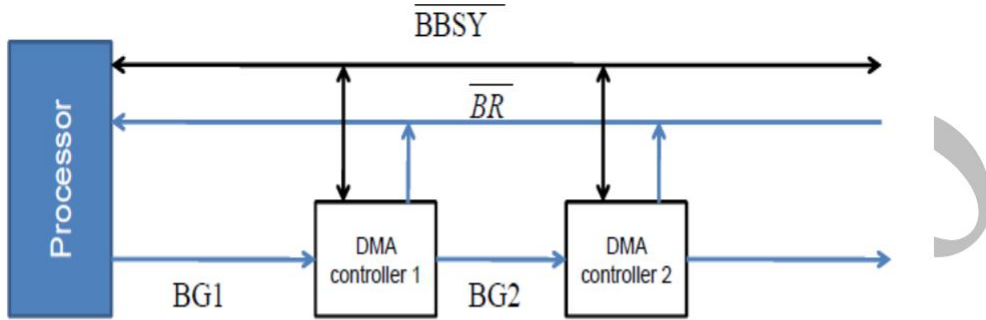 BBSY
BR
Processor
DMA
controller 1
DMA
controller 2
BG1
BG2